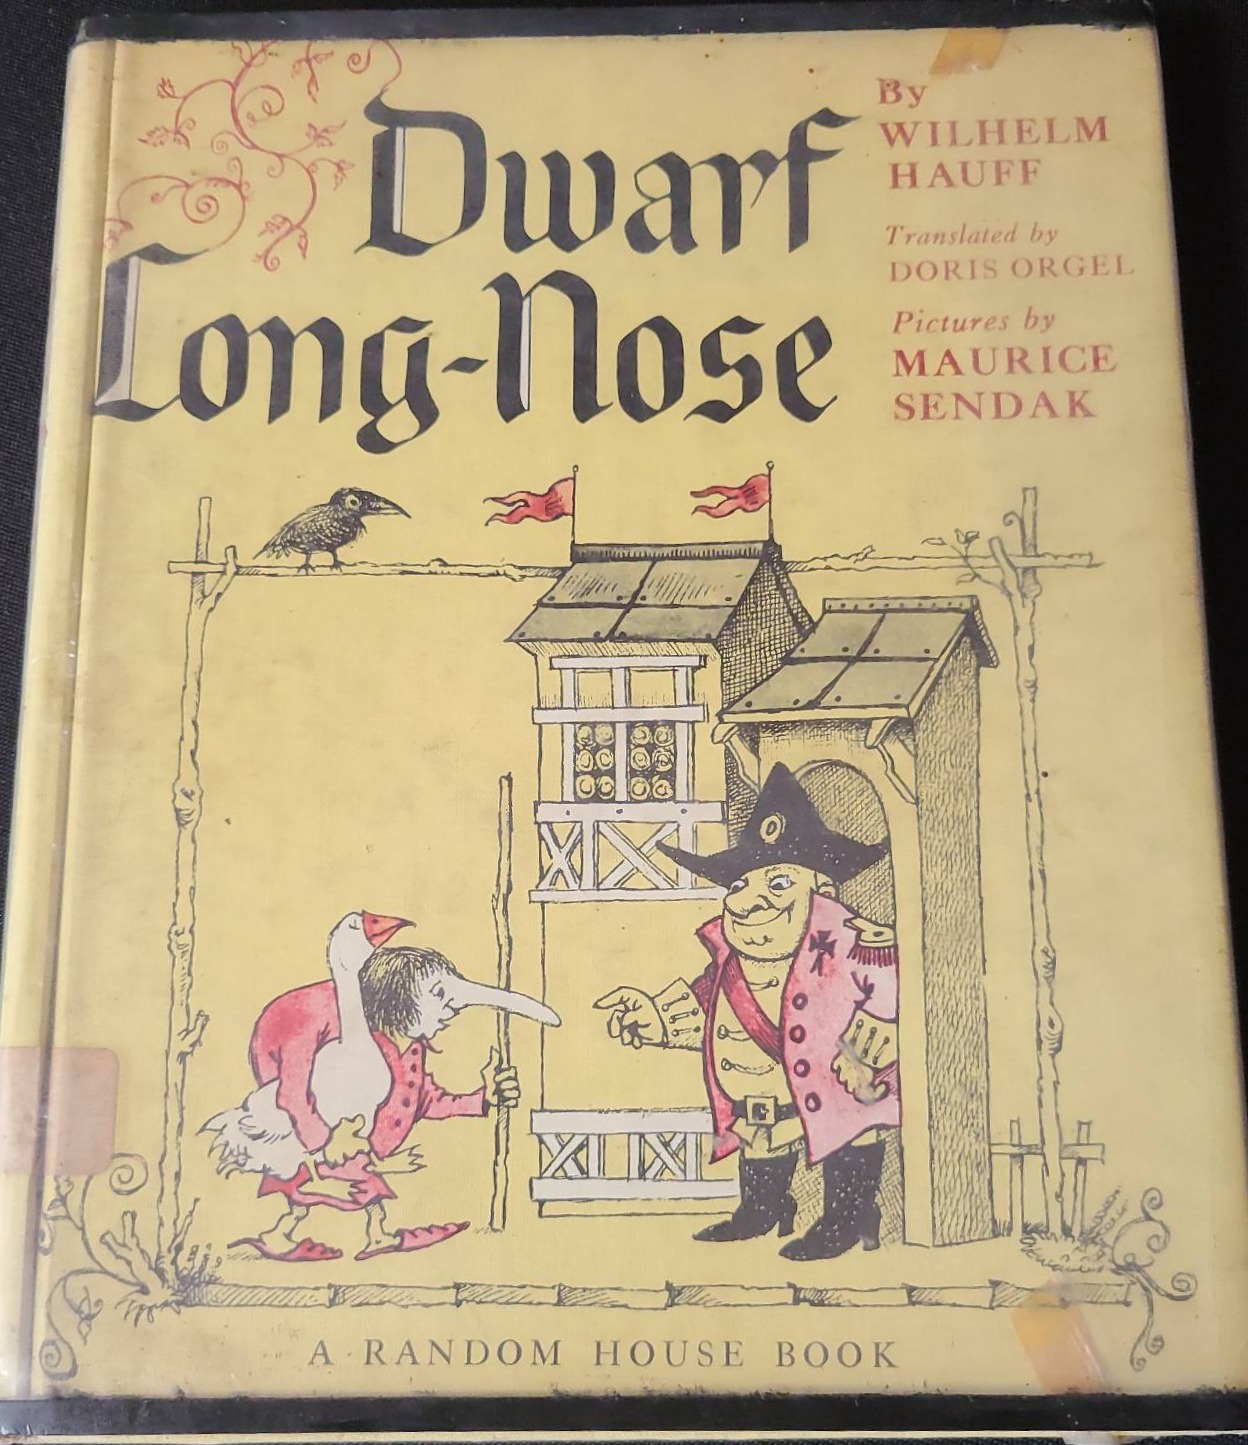 Dwarf
Long-Nose
By
WILHELM
HAUFF
Translated by
DORIS ORGEL
Pictures by
MAURICE
SENDAK
A RANDOM HOUSE BOOK